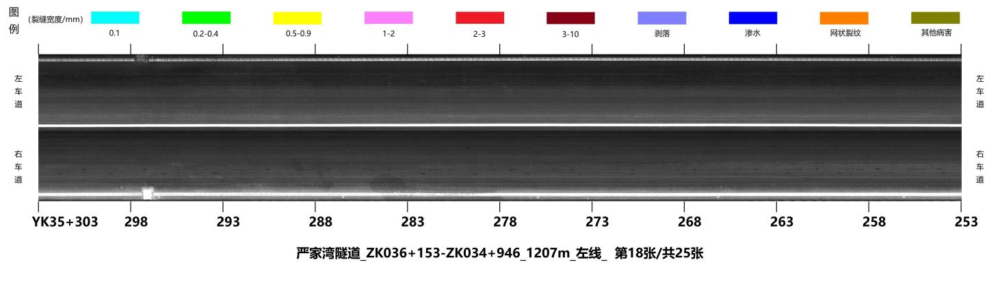 图例
(裂缝宽度/mm)
0.1 0.2-0.4 0.5-0.9 1-2 2-3 3-10 剥落 渗水 网状裂纹 其他病害
左车道 左车道
右车道 右车道
YK35+303 298 293 288 283 278 273 268 263 258 253
严家湾隧道_ZK036+153-ZK034+946_1207m_左线_ 第18张/共25张